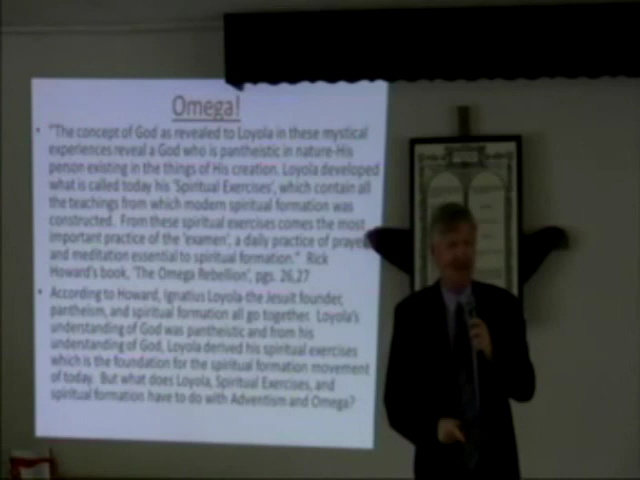 Omega!
• "The concept of God as revealed to Loyola in these mystical
experiences reveal a God who is pantheistic in nature-His
person existing in the things of His creation. Loyola developed
what is called today his 'Spiritual Exercises', which contain all
the teachings from which modern spiritual formation was
constructed. From these spiritual exercises comes the most
important practice of the 'examen', a daily practice of prayer
and meditation essential to spiritual formation." Rick
Howard's book, 'The Omega Rebellion', pgs. 26,27
• According to Howard, Ignatius Loyola the Jesuit founder,
pantheism, and spiritual formation all go together. Loyola's
understanding of God was pantheistic and from his
understanding of God, Loyola derived his spiritual exercises
which is the foundation for the spiritual formation movement
of today. But what does Loyola, Spiritual Exercises, and
spiritual formation have to do with Adventism and Omega?